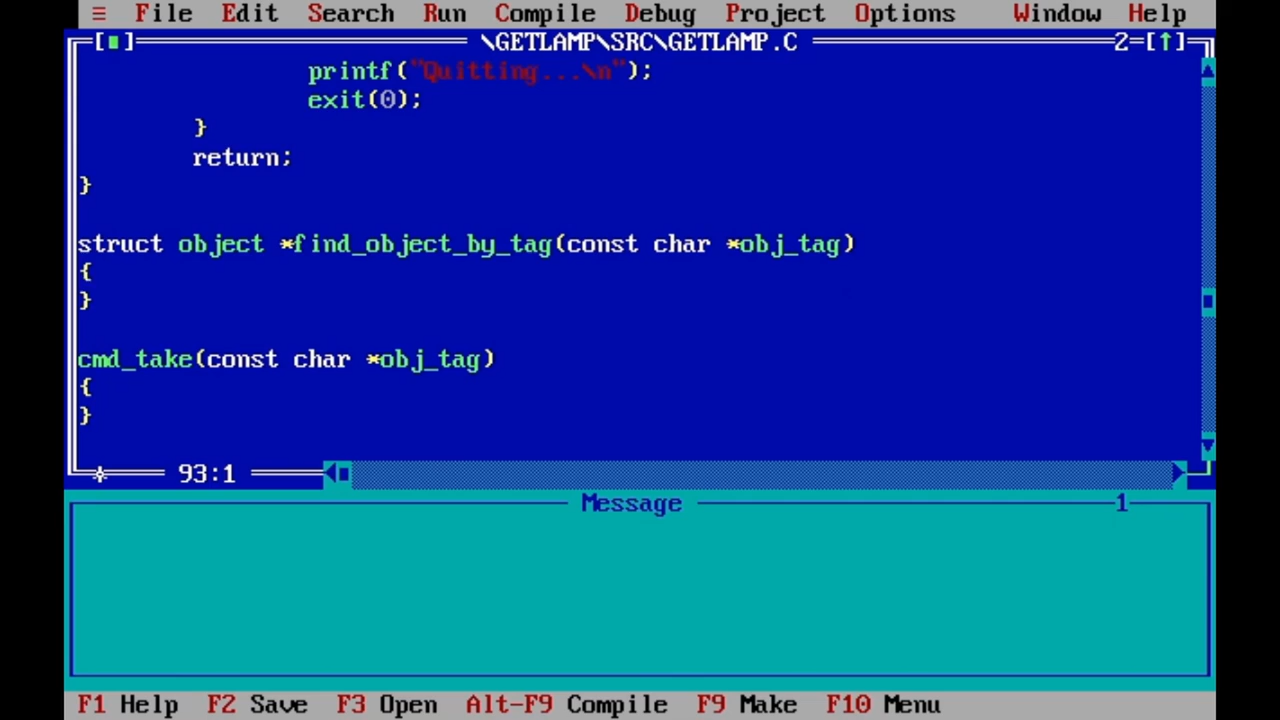 ≡ File Edit Search Run Compile Debug Project Options Window Help
[■] \GETLAMP\SRC\GETLAMP.C 2=[↑]
printf("Quitting...\n");
exit(0);
}
return;
}
struct object *find_object_by_tag(const char *obj_tag)
{
}
cmd_take(const char *obj_tag)
{
}
93:1
Message 1
F1 Help F2 Save F3 Open Alt-F9 Compile F9 Make F10 Menu